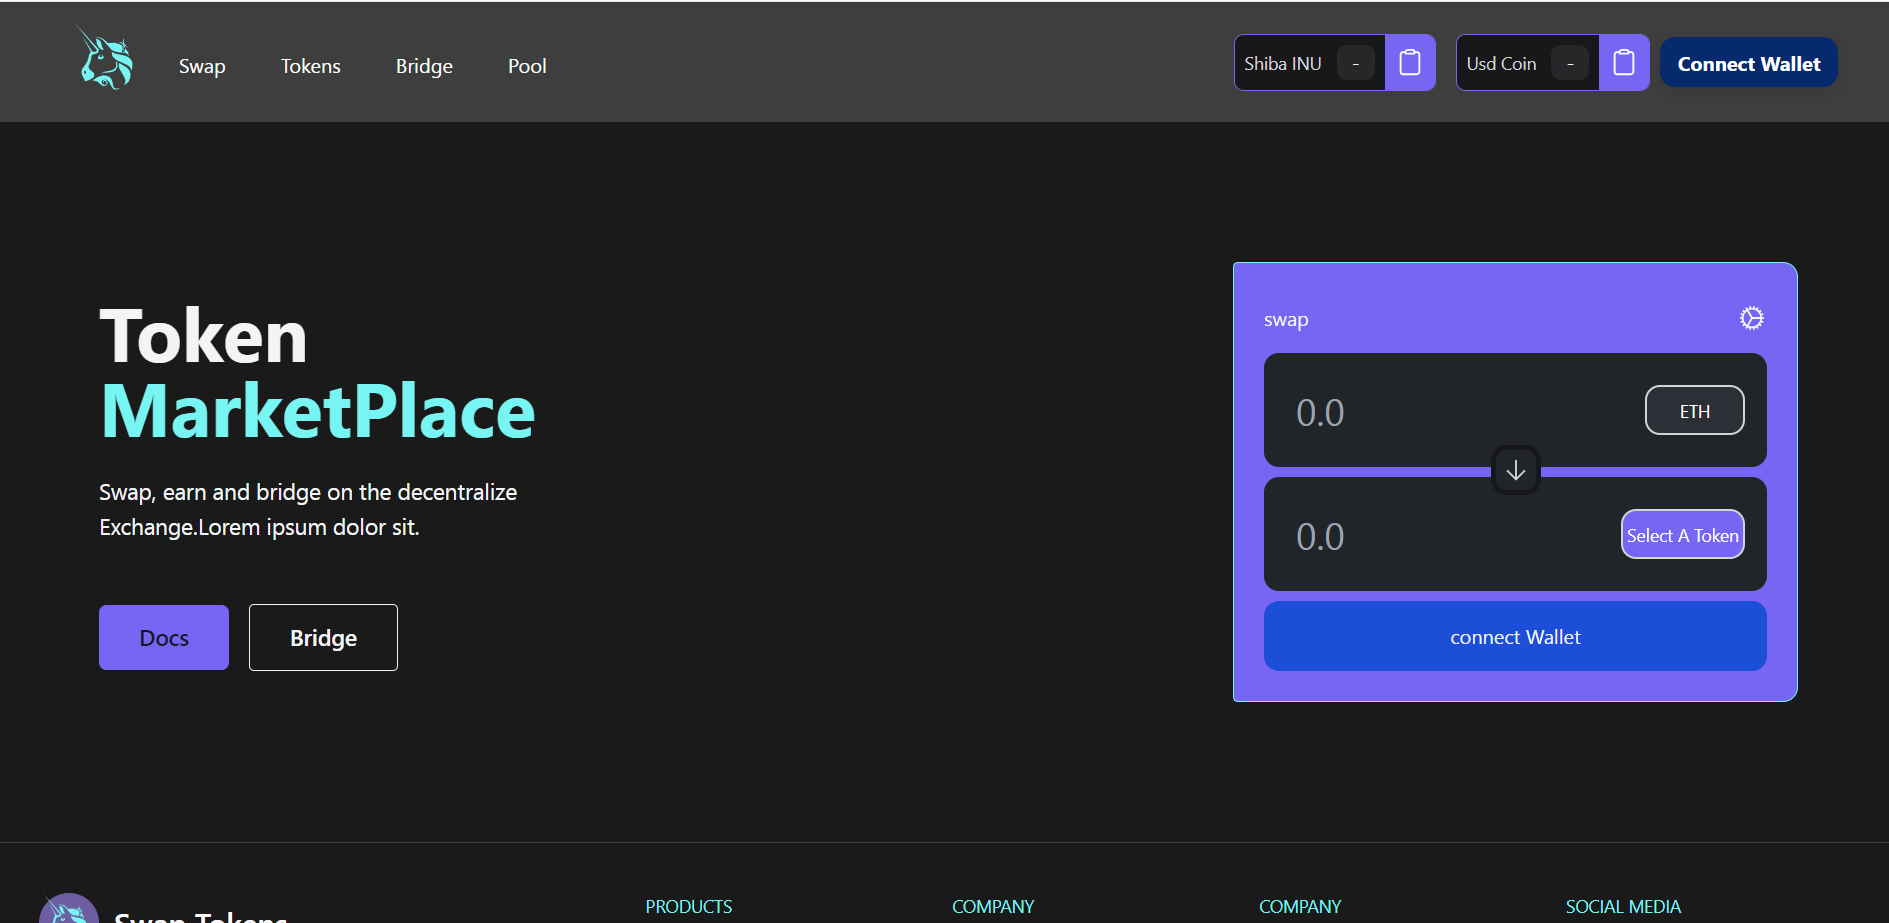 Swap Tokens Bridge Pool
Shiba INU - Usd Coin - Connect Wallet
Token
MarketPlace
Swap, earn and bridge on the decentralize
Exchange.Lorem ipsum dolor sit.
Docs Bridge
swap
0.0 ETH
0.0 Select A Token
connect Wallet
Swap Tokens
PRODUCTS COMPANY COMPANY SOCIAL MEDIA